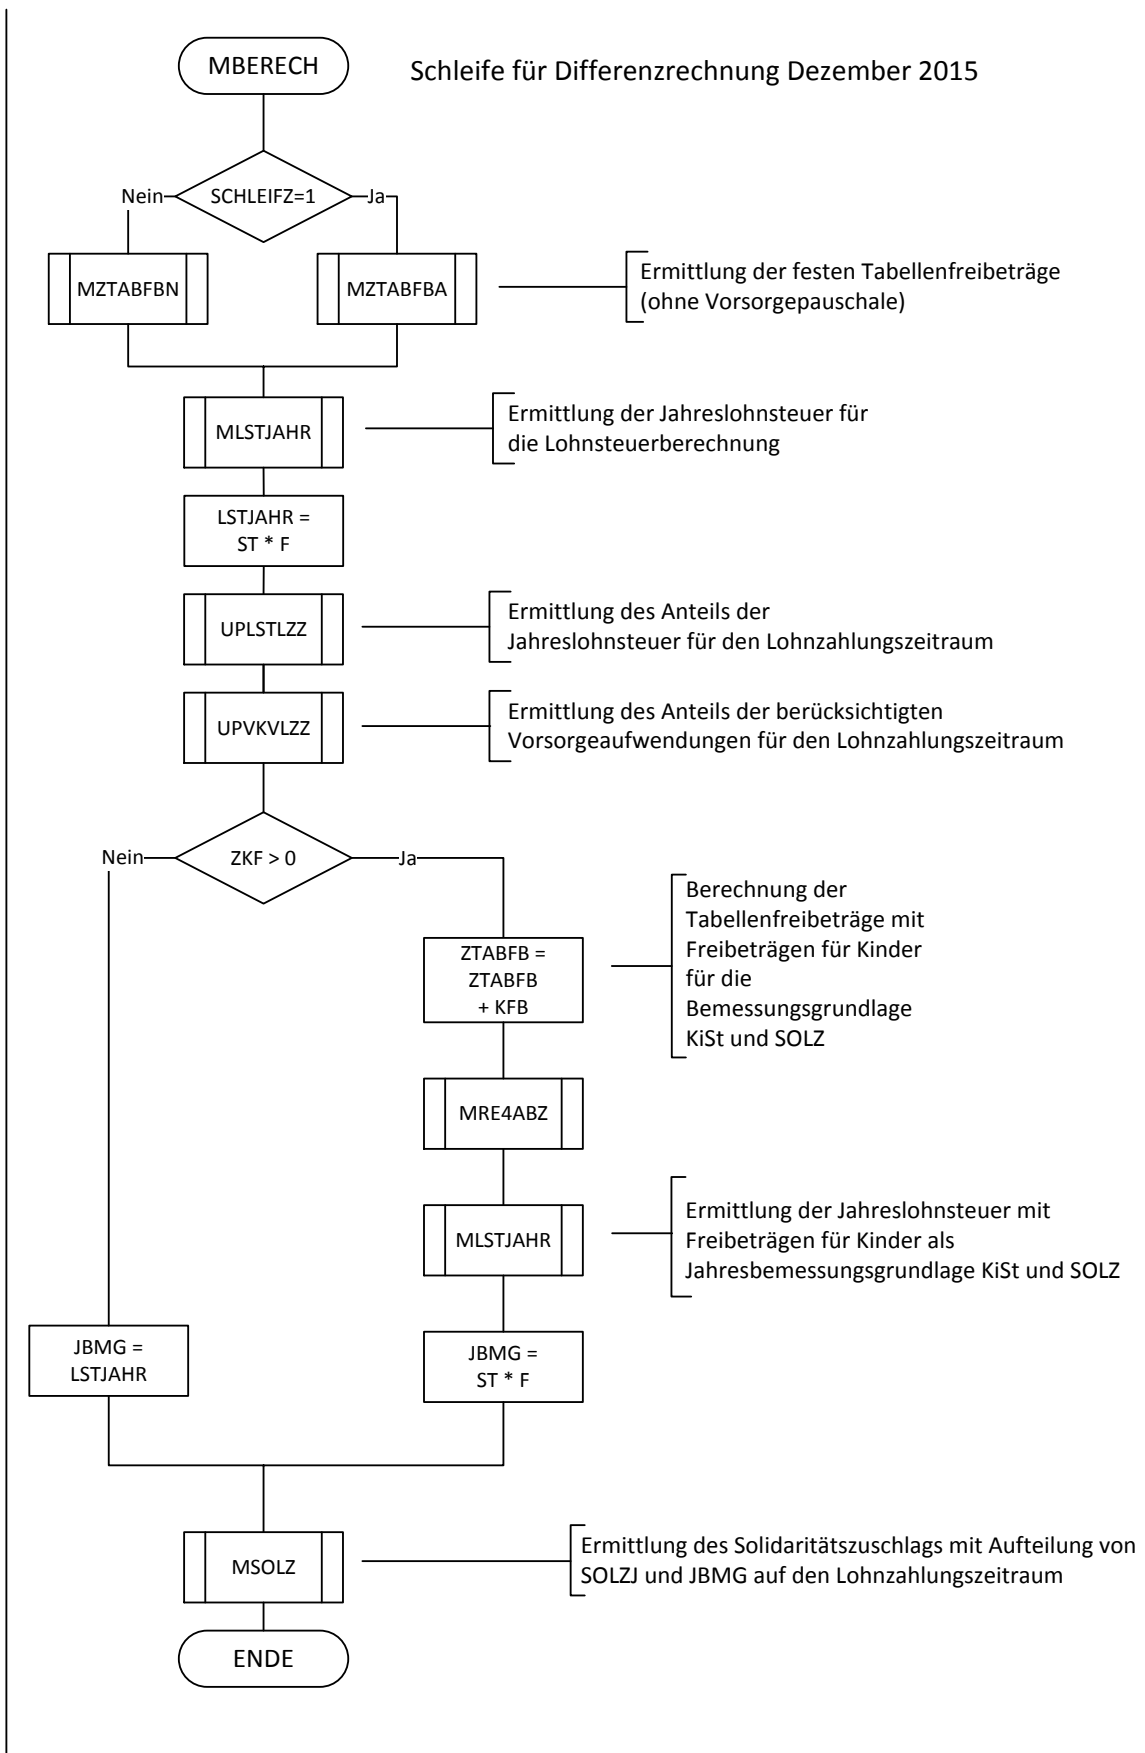 MBERECH
Schleife für Differenzrechnung Dezember 2015
Nein
SCHLEIFZ=1
Ja
MZTABFBN
MZTABFBA
Ermittlung der festen Tabellenfreibeträge
(ohne Vorsorgepauschale)
MLSTJAHR
Ermittlung der Jahreslohnsteuer für
die Lohnsteuerberechnung
LSTJAHR =
ST * F
UPLSTLZZ
Ermittlung des Anteils der
Jahreslohnsteuer für den Lohnzahlungszeitraum
UPVKVLZZ
Ermittlung des Anteils der berücksichtigten
Vorsorgeaufwendungen für den Lohnzahlungszeitraum
Nein
ZKF > 0
Ja
ZTABFB =
ZTABFB
+ KFB
Berechnung der
Tabellenfreibeträge mit
Freibeträgen für Kinder
für die
Bemessungsgrundlage
KiSt und SOLZ
MRE4ABZ
MLSTJAHR
Ermittlung der Jahreslohnsteuer mit
Freibeträgen für Kinder als
Jahresbemessungsgrundlage KiSt und SOLZ
JBMG =
LSTJAHR
JBMG =
ST * F
MSOLZ
Ermittlung des Solidaritätszuschlags mit Aufteilung von
SOLZJ und JBMG auf den Lohnzahlungszeitraum
ENDE